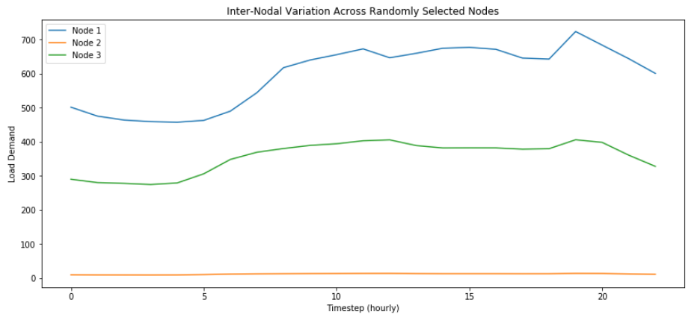 Inter-Nodal Variation Across Randomly Selected Nodes
Node 1
Node 2
Node 3
700
600
500
400
300
200
100
0
Load Demand
0 5 10 15 20
Timestep (hourly)